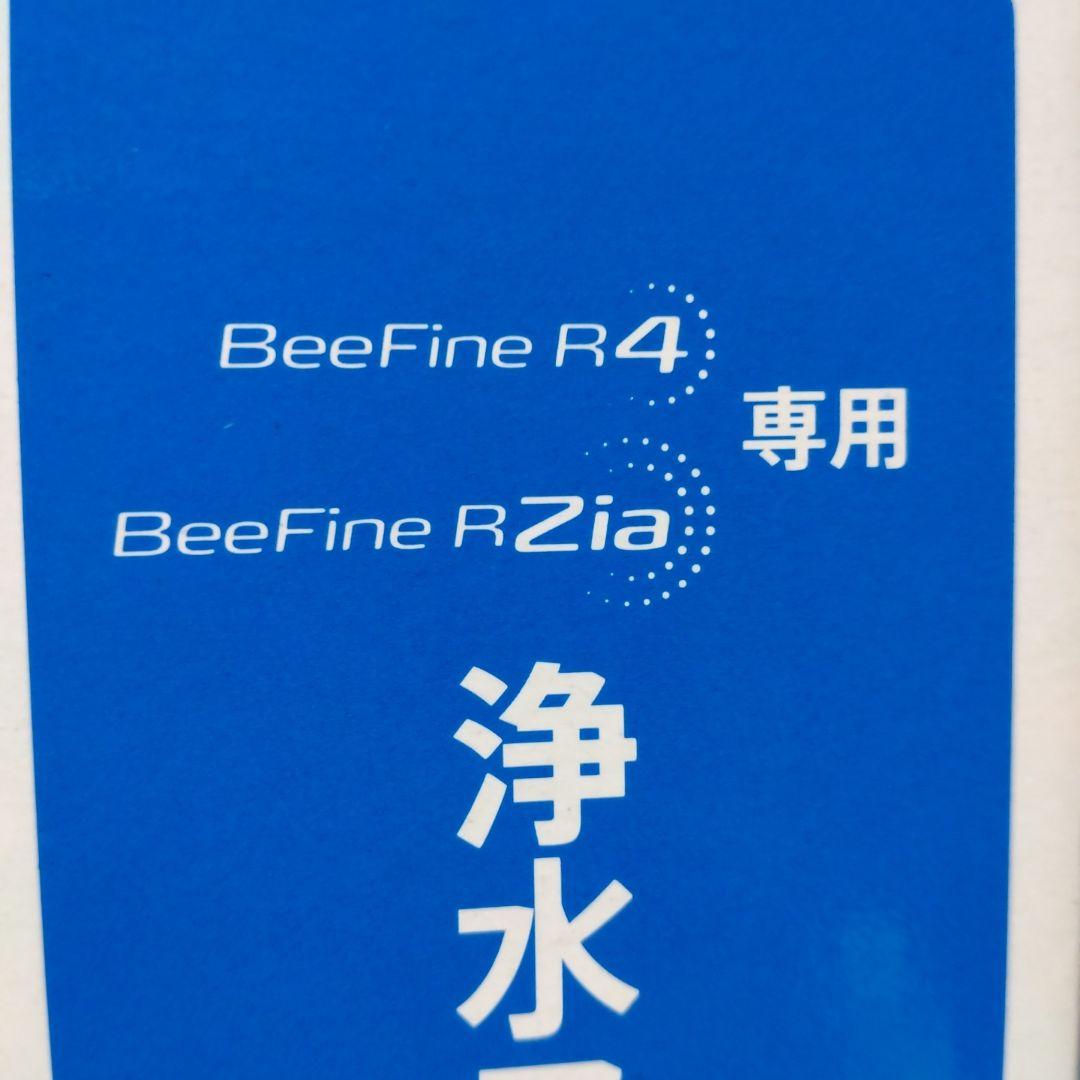 BeeFine R4
専用
BeeFine RZia
浄水